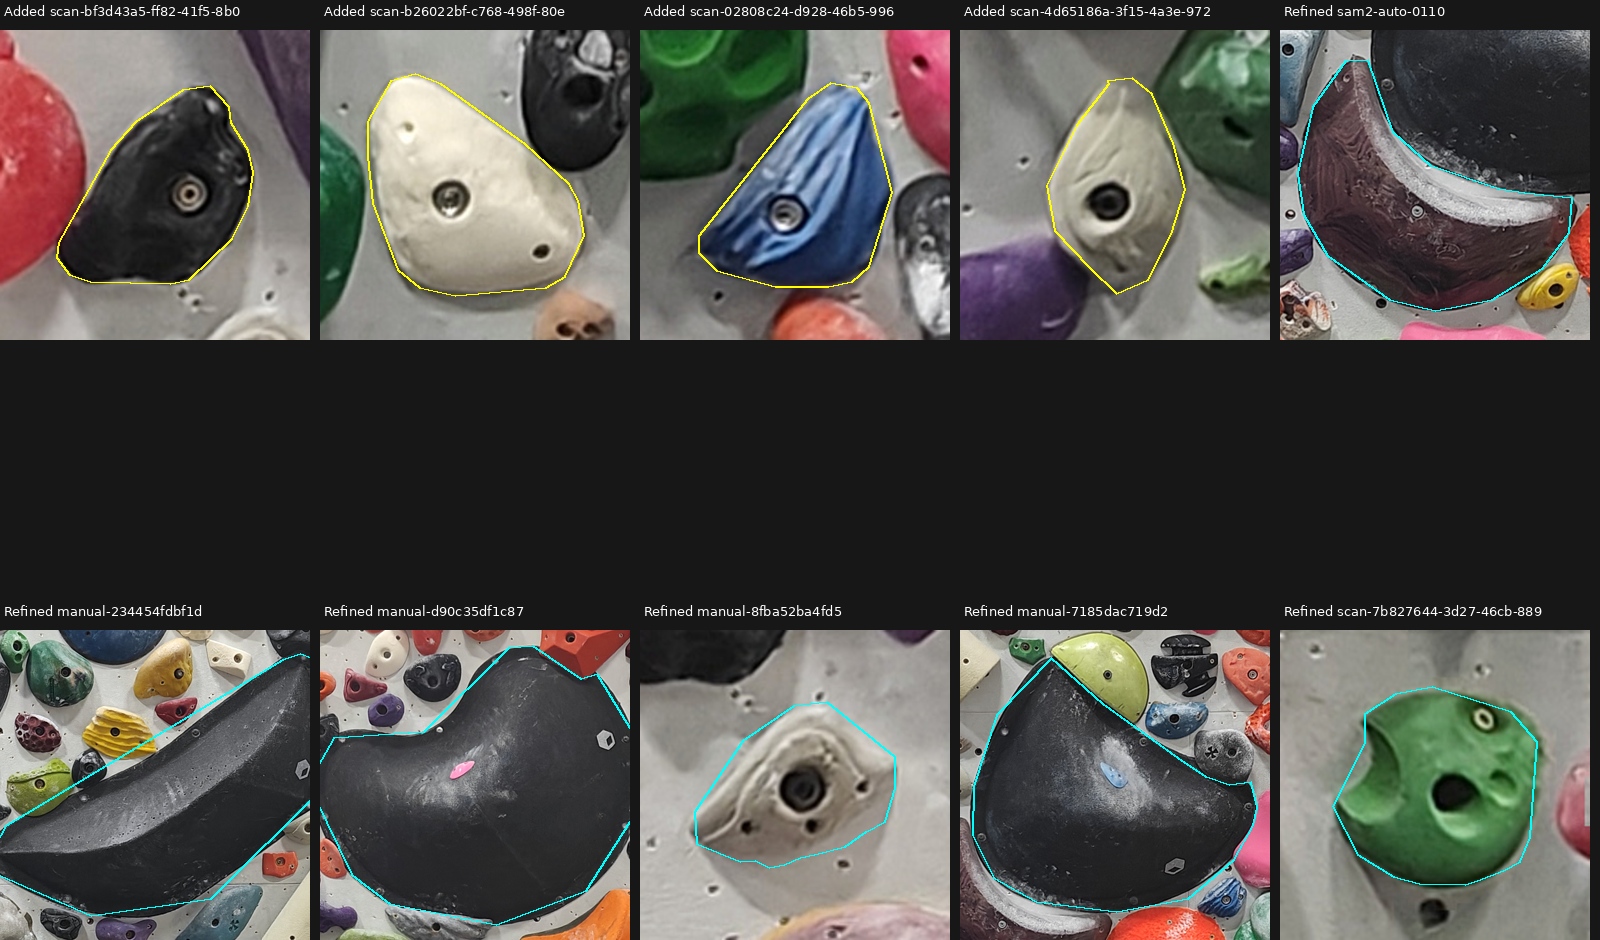 Added scan-bf3d43a5-ff82-41f5-8b0
Added scan-b26022bf-c768-498f-80e
Added scan-02808c24-d928-46b5-996
Added scan-4d65186a-3f15-4a3e-972
Refined sam2-auto-0110
Refined manual-234454fdbf1d
Refined manual-d90c35df1c87
Refined manual-8fba52ba4fd5
Refined manual-7185dac719d2
Refined scan-7b827644-3d27-46cb-889